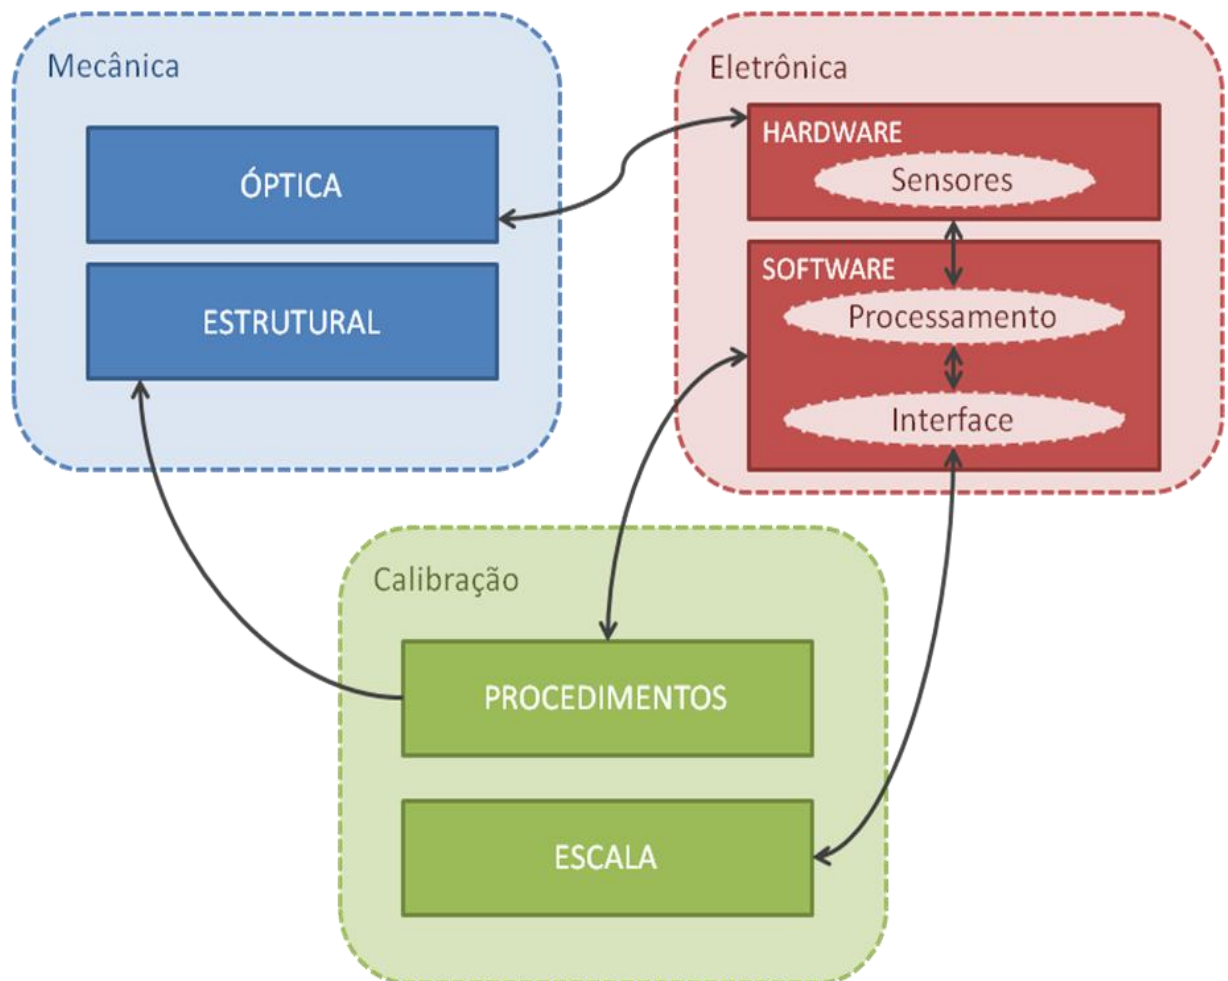 Mecânica
ÓPTICA
ESTRUTURAL
Eletrônica
HARDWARE
Sensores
SOFTWARE
Processamento
Interface
Calibração
PROCEDIMENTOS
ESCALA